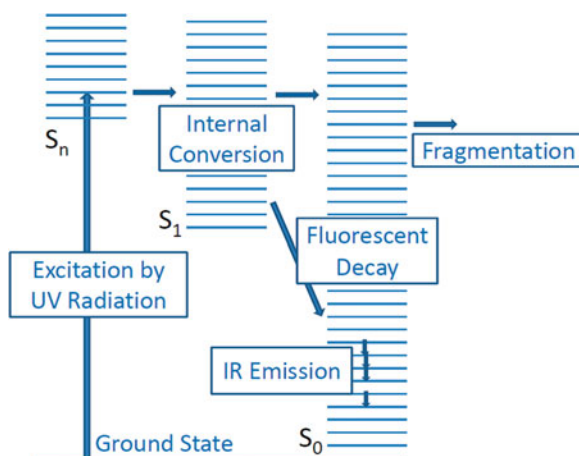 Sn
Internal
Conversion
Fragmentation
S1
Fluorescent
Decay
Excitation by
UV Radiation
IR Emission
Ground State
S0